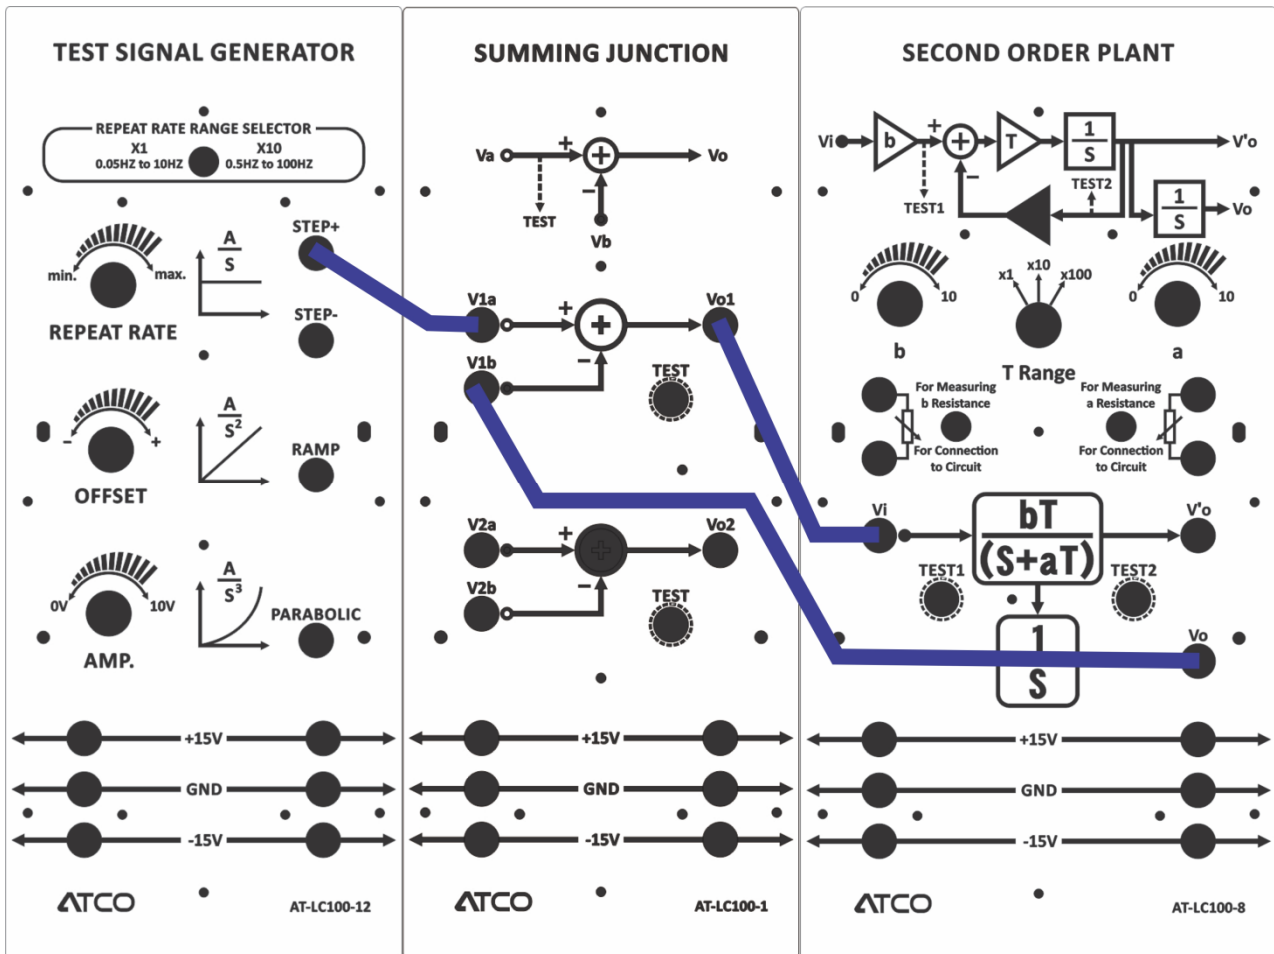 TEST SIGNAL GENERATOR
REPEAT RATE RANGE SELECTOR
X1 X10
0.05HZ to 10HZ 0.5HZ to 100HZ
STEP+
A
S
min. max.
REPEAT RATE
STEP-
A
S²
− +
OFFSET
RAMP
A
S³
0V 10V
AMP.
PARABOLIC
+15V
GND
-15V
ATCO AT-LC100-12
SUMMING JUNCTION
Va + + Vo
−
TEST
Vb
V1a + + Vo1
V1b −
TEST
V2a + + Vo2
V2b −
TEST
+15V
GND
-15V
ATCO AT-LC100-1
SECOND ORDER PLANT
Vi b + + T 1 V'o
S
−
TEST1 TEST2
1 Vo
S
x1 x10 x100
0 10 0 10
b a
T Range
For Measuring For Measuring
b Resistance a Resistance
For Connection For Connection
to Circuit to Circuit
Vi bT V'o
(S+aT)
TEST1 TEST2
1 Vo
S
+15V
GND
-15V
ATCO AT-LC100-8